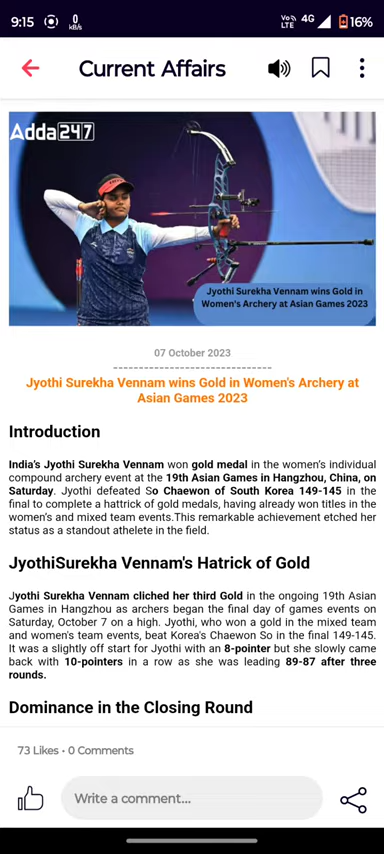 9:15 0 kB/s Vo LTE 4G 16%
Current Affairs
Adda247
Jyothi Surekha Vennam wins Gold in
Women's Archery at Asian Games 2023
07 October 2023
------------------------------
Jyothi Surekha Vennam wins Gold in Women's Archery at
Asian Games 2023
Introduction
India's Jyothi Surekha Vennam won gold medal in the women's individual
compound archery event at the 19th Asian Games in Hangzhou, China, on
Saturday. Jyothi defeated So Chaewon of South Korea 149-145 in the
final to complete a hattrick of gold medals, having already won titles in the
women's and mixed team events.This remarkable achievement etched her
status as a standout athelete in the field.
JyothiSurekha Vennam's Hatrick of Gold
Jyothi Surekha Vennam cliched her third Gold in the ongoing 19th Asian
Games in Hangzhou as archers began the final day of games events on
Saturday, October 7 on a high. Jyothi, who won a gold in the mixed team
and women's team events, beat Korea's Chaewon So in the final 149-145.
It was a slightly off start for Jyothi with an 8-pointer but she slowly came
back with 10-pointers in a row as she was leading 89-87 after three
rounds.
Dominance in the Closing Round
73 Likes • 0 Comments
Write a comment...